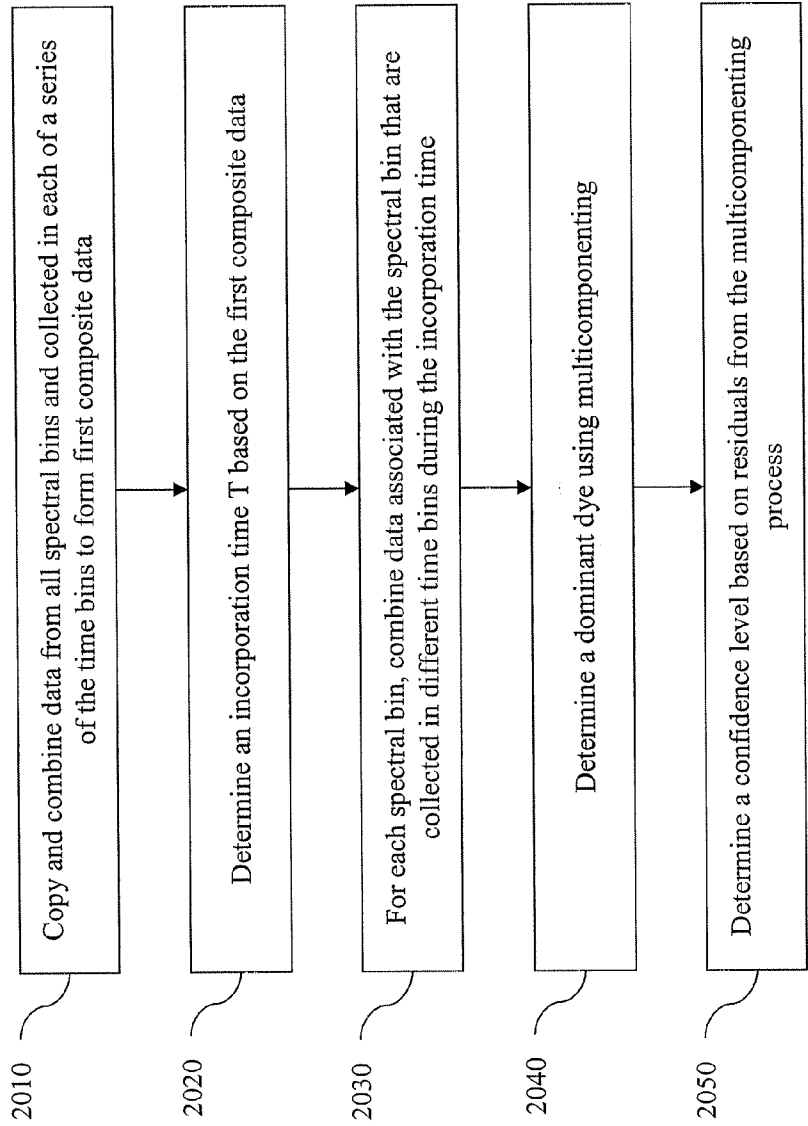 2010
Copy and combine data from all spectral bins and collected in each of a series
of the time bins to form first composite data
2020
Determine an incorporation time T based on the first composite data
2030
For each spectral bin, combine data associated with the spectral bin that are
collected in different time bins during the incorporation time
2040
Determine a dominant dye using multicomponenting
2050
Determine a confidence level based on residuals from the multicomponenting
process